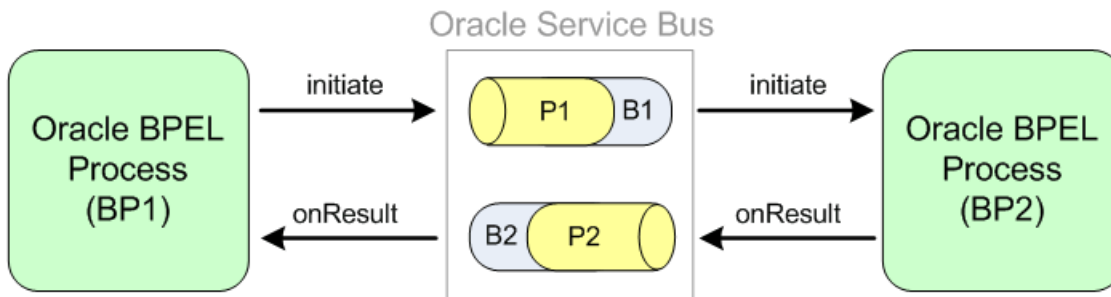 Oracle Service Bus
Oracle BPEL
Process
(BP1)
initiate
P1
B1
initiate
onResult
B2
P2
onResult
Oracle BPEL
Process
(BP2)